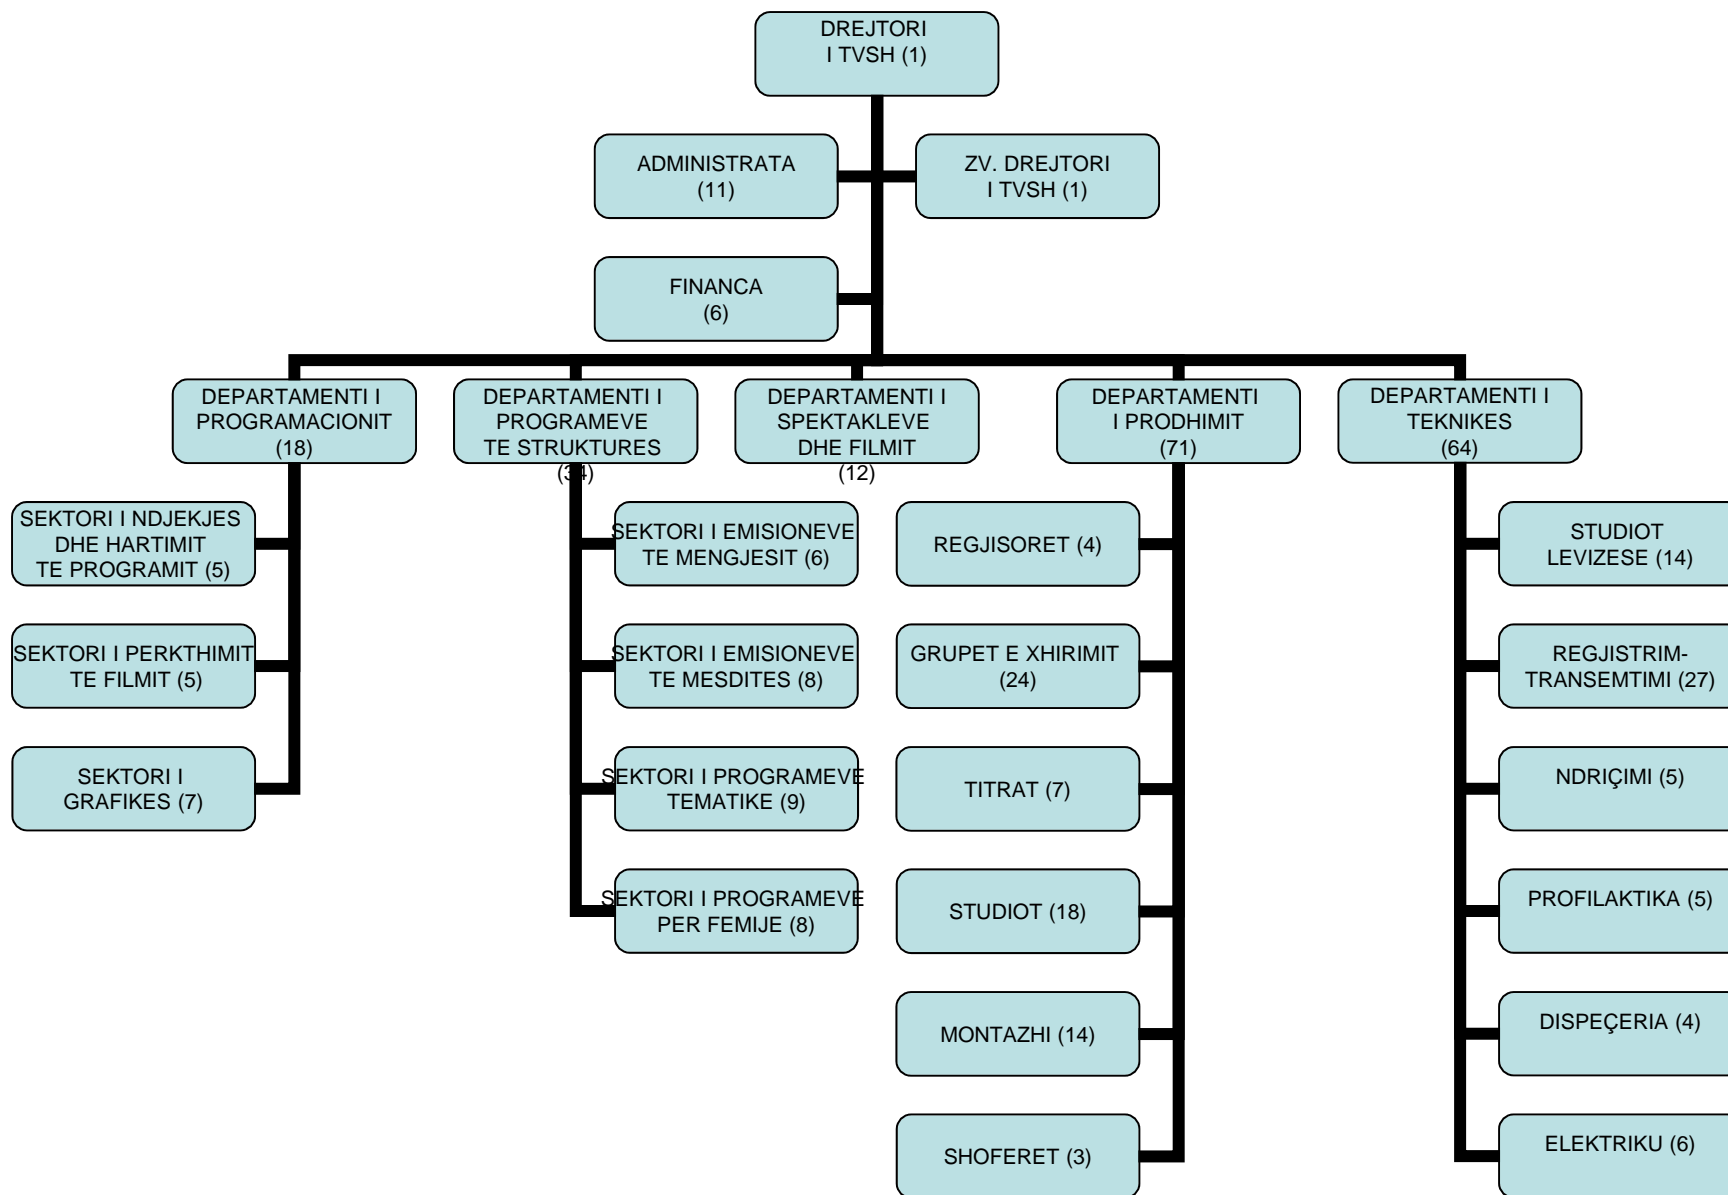 DREJTORI
I TVSH (1)
ADMINISTRATA
(11)
ZV. DREJTORI
I TVSH (1)
FINANCA
(6)
DEPARTAMENTI I
PROGRAMACIONIT
(18)
DEPARTAMENTI I
PROGRAMEVE
TE STRUKTURES
(34)
DEPARTAMENTI I
SPEKTAKLEVE
DHE FILMIT
(12)
DEPARTAMENTI
I PRODHIMIT
(71)
DEPARTAMENTI I
TEKNIKES
(64)
SEKTORI I NDJEKJES
DHE HARTIMIT
TE PROGRAMIT (5)
SEKTORI I PERKTHIMIT
TE FILMIT (5)
SEKTORI I
GRAFIKES (7)
SEKTORI I EMISIONEVE
TE MENGJESIT (6)
SEKTORI I EMISIONEVE
TE MESDITES (8)
SEKTORI I PROGRAMEVE
TEMATIKE (9)
SEKTORI I PROGRAMEVE
PER FEMIJE (8)
REGJISORET (4)
GRUPET E XHIRIMIT
(24)
TITRAT (7)
STUDIOT (18)
MONTAZHI (14)
SHOFERET (3)
STUDIOT
LEVIZESE (14)
REGJISTRIM-
TRANSEMTIMI (27)
NDRIÇIMI (5)
PROFILAKTIKA (5)
DISPEÇERIA (4)
ELEKTRIKU (6)